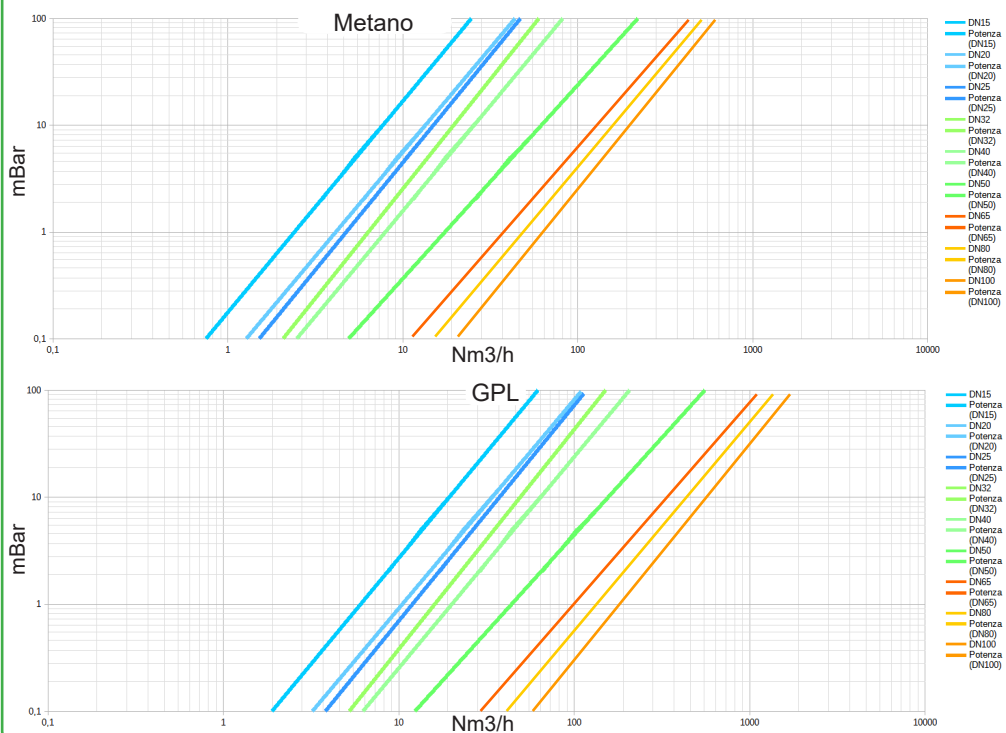 Metano
100
10
1
0,1
mBar
0,1
1
10
100
1000
10000
Nm3/h
DN15
Potenza
(DN15)
DN20
Potenza
(DN20)
DN25
Potenza
(DN25)
DN32
Potenza
(DN32)
DN40
Potenza
(DN40)
DN50
Potenza
(DN50)
DN65
Potenza
(DN65)
DN80
Potenza
(DN80)
DN100
Potenza
(DN100)
GPL
100
10
1
0,1
mBar
0,1
1
10
100
1000
10000
Nm3/h
DN15
Potenza
(DN15)
DN20
Potenza
(DN20)
DN25
Potenza
(DN25)
DN32
Potenza
(DN32)
DN40
Potenza
(DN40)
DN50
Potenza
(DN50)
DN65
Potenza
(DN65)
DN80
Potenza
(DN80)
DN100
Potenza
(DN100)